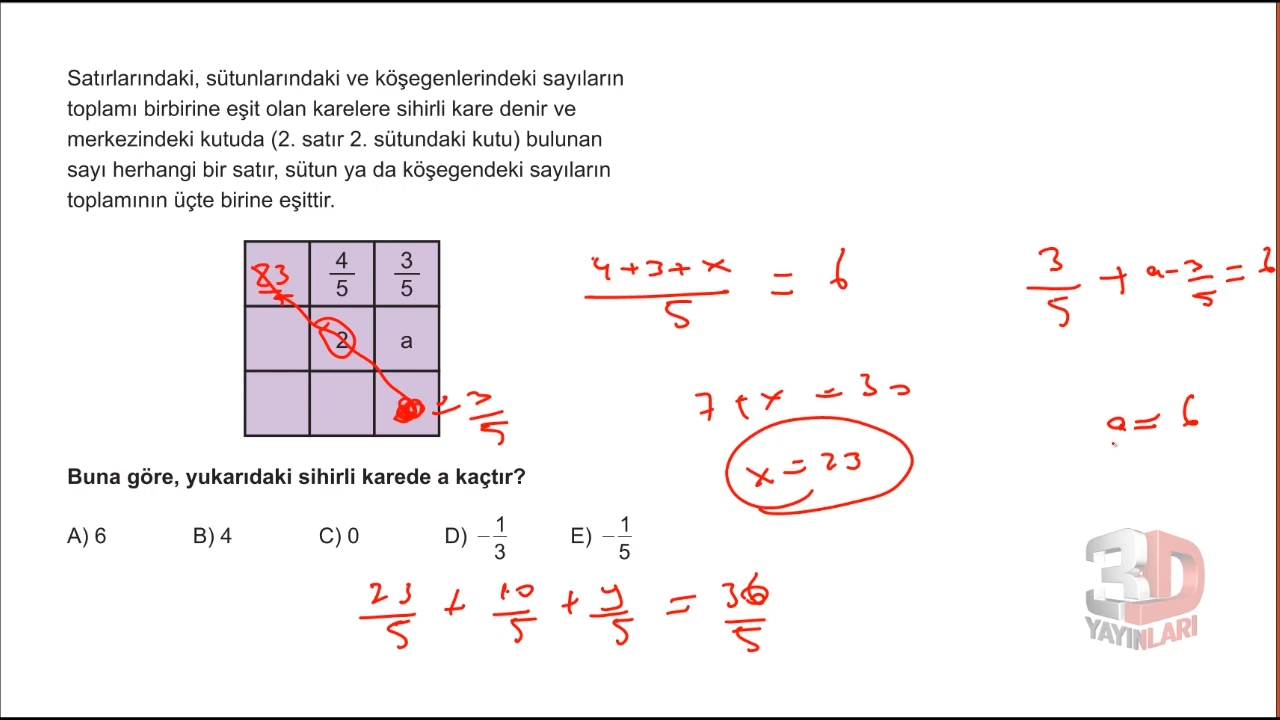 Satırlarındaki, sütunlarındaki ve köşegenlerindeki sayıların
toplamı birbirine eşit olan karelere sihirli kare denir ve
merkezindeki kutuda (2. satır 2. sütundaki kutu) bulunan
sayı herhangi bir satır, sütun ya da köşegendeki sayıların
toplamının üçte birine eşittir.
4/5 3/5
2 a
= -3/5
(4+3+x)/5 = 6
7+x = 30
x = 23
3/5 + a - 3/5 = 6
a = 6
Buna göre, yukarıdaki sihirli karede a kaçtır?
A) 6 B) 4 C) 0 D) -1/3 E) -1/5
23/5 + 10/5 + y/5 = 30/5
3D
YAYINLARI